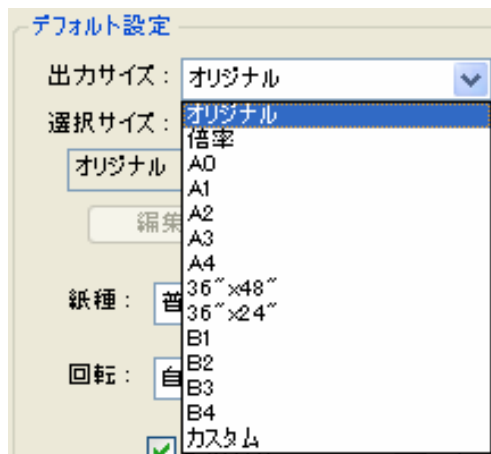 デフォルト設定
出力サイズ: オリジナル
選択サイズ:
オリジナル
編集
紙種: 普
回転: 自
オリジナル
倍率
A0
A1
A2
A3
A4
36˝×48˝
36˝×24˝
B1
B2
B3
B4
カスタム